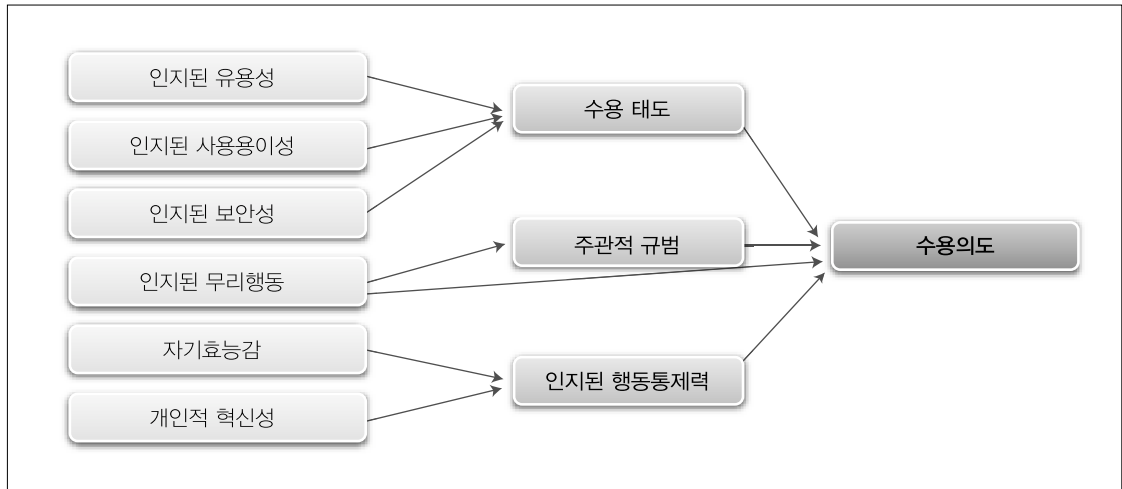 인지된 유용성
인지된 사용용이성
인지된 보안성
인지된 무리행동
자기효능감
개인적 혁신성
수용 태도
주관적 규범
인지된 행동통제력
수용의도